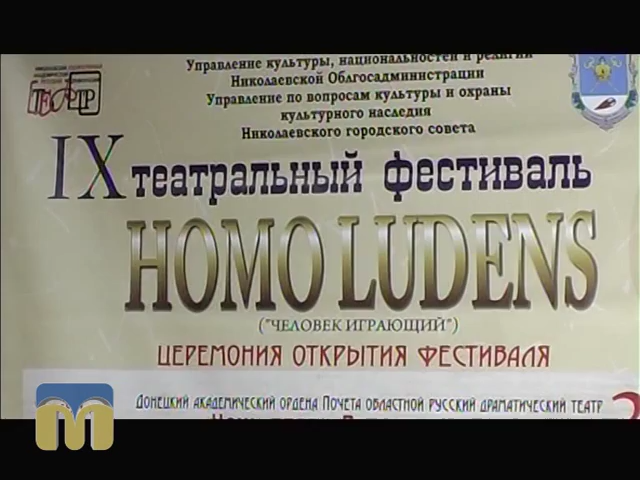 Управление культуры, национальностей и религий
Николаевской Облгосадминистрации
Управление по вопросам культуры и охраны
культурного наследия
Николаевского городского совета
ТЕАТР
IX театральный фестиваль
HOMO LUDENS
("ЧЕЛОВЕК ИГРАЮЩИЙ")
ЦЕРЕМОНИЯ ОТКРЫТИЯ ФЕСТИВАЛЯ
Донецкий академический ордена Почета областной русский драматический театр
М